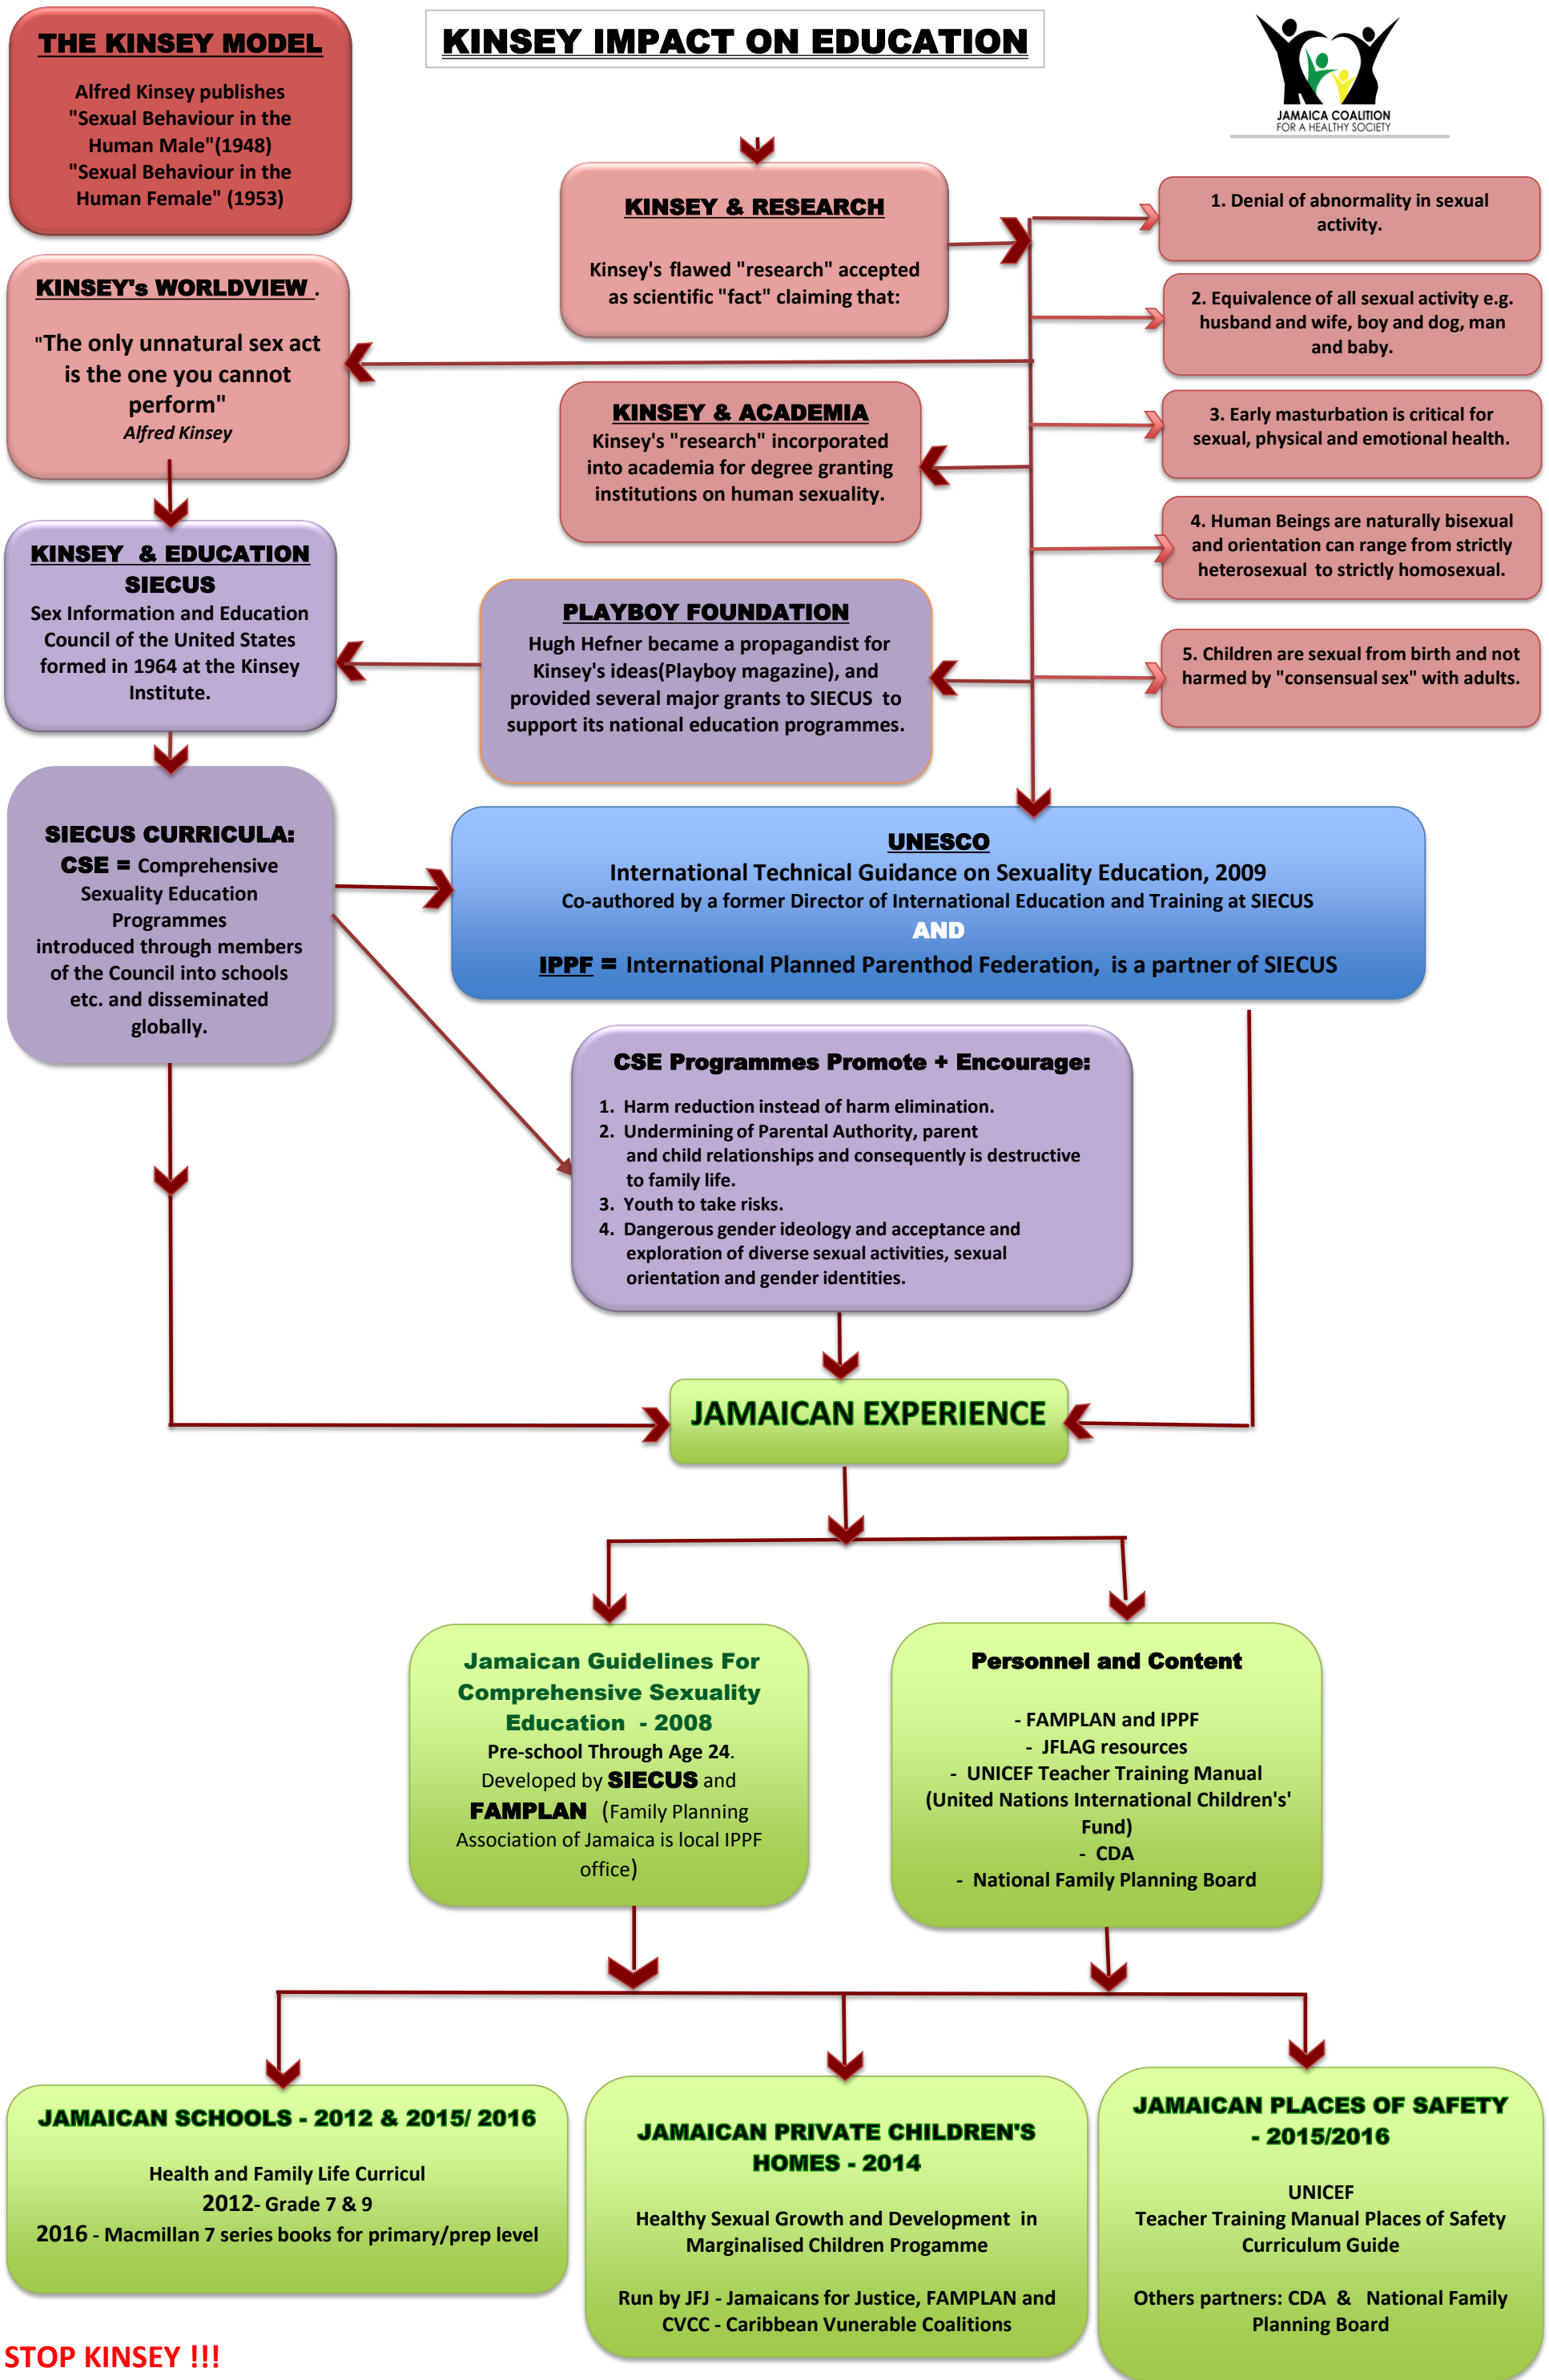 THE KINSEY MODEL
Alfred Kinsey publishes
"Sexual Behaviour in the
Human Male"(1948)
"Sexual Behaviour in the
Human Female" (1953)
KINSEY IMPACT ON EDUCATION
JAMAICA COALITION
FOR A HEALTHY SOCIETY
KINSEY & RESEARCH
Kinsey's flawed "research" accepted
as scientific "fact" claiming that:
1. Denial of abnormality in sexual
activity.
2. Equivalence of all sexual activity e.g.
husband and wife, boy and dog, man
and baby.
3. Early masturbation is critical for
sexual, physical and emotional health.
4. Human Beings are naturally bisexual
and orientation can range from strictly
heterosexual to strictly homosexual.
5. Children are sexual from birth and not
harmed by "consensual sex" with adults.
KINSEY's WORLDVIEW .
"The only unnatural sex act
is the one you cannot
perform"
Alfred Kinsey
KINSEY & ACADEMIA
Kinsey's "research" incorporated
into academia for degree granting
institutions on human sexuality.
KINSEY & EDUCATION
SIECUS
Sex Information and Education
Council of the United States
formed in 1964 at the Kinsey
Institute.
PLAYBOY FOUNDATION
Hugh Hefner became a propagandist for
Kinsey's ideas(Playboy magazine), and
provided several major grants to SIECUS to
support its national education programmes.
SIECUS CURRICULA:
CSE = Comprehensive
Sexuality Education
Programmes
introduced through members
of the Council into schools
etc. and disseminated
globally.
UNESCO
International Technical Guidance on Sexuality Education, 2009
Co-authored by a former Director of International Education and Training at SIECUS
AND
IPPF = International Planned Parenthod Federation, is a partner of SIECUS
CSE Programmes Promote + Encourage:
1. Harm reduction instead of harm elimination.
2. Undermining of Parental Authority, parent
and child relationships and consequently is destructive
to family life.
3. Youth to take risks.
4. Dangerous gender ideology and acceptance and
exploration of diverse sexual activities, sexual
orientation and gender identities.
JAMAICAN EXPERIENCE
Jamaican Guidelines For
Comprehensive Sexuality
Education - 2008
Pre-school Through Age 24.
Developed by SIECUS and
FAMPLAN (Family Planning
Association of Jamaica is local IPPF
office)
Personnel and Content
- FAMPLAN and IPPF
- JFLAG resources
- UNICEF Teacher Training Manual
(United Nations International Children's'
Fund)
- CDA
- National Family Planning Board
JAMAICAN SCHOOLS - 2012 & 2015/ 2016
Health and Family Life Curricul
2012- Grade 7 & 9
2016 - Macmillan 7 series books for primary/prep level
JAMAICAN PRIVATE CHILDREN'S
HOMES - 2014
Healthy Sexual Growth and Development in
Marginalised Children Progamme
Run by JFJ - Jamaicans for Justice, FAMPLAN and
CVCC - Caribbean Vunerable Coalitions
JAMAICAN PLACES OF SAFETY
- 2015/2016
UNICEF
Teacher Training Manual Places of Safety
Curriculum Guide
Others partners: CDA & National Family
Planning Board
STOP KINSEY !!!